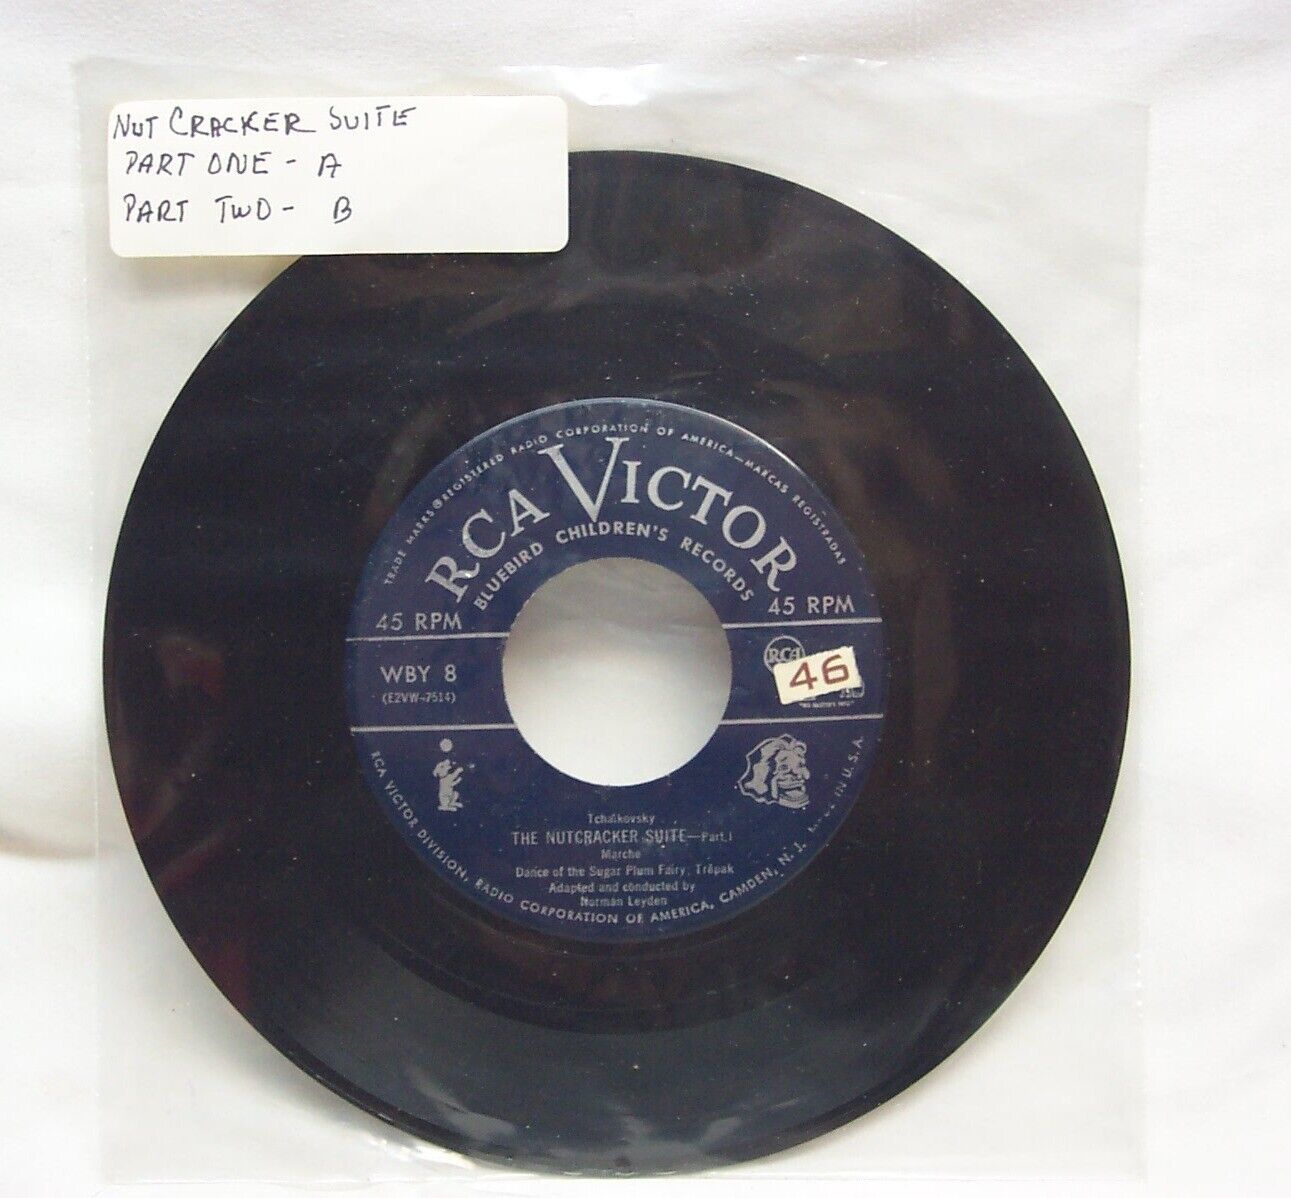 NUT CRACKER SUITE
PART ONE - A
PART TWO - B
TRADE MARKS ® REGISTERED RADIO CORPORATION OF AMERICA—MARCAS REGISTRADAS
RCA VICTOR
BLUEBIRD CHILDREN'S RECORDS
45 RPM 45 RPM
WBY 8
(E2VW-7514)
RCA
46
Tchaikovsky
THE NUTCRACKER SUITE—Part I
Marche
Dance of the Sugar Plum Fairy; Trépak
Adapted and conducted by
Norman Leyden
RCA VICTOR DIVISION, RADIO CORPORATION OF AMERICA, CAMDEN, N. J. IN U.S.A.